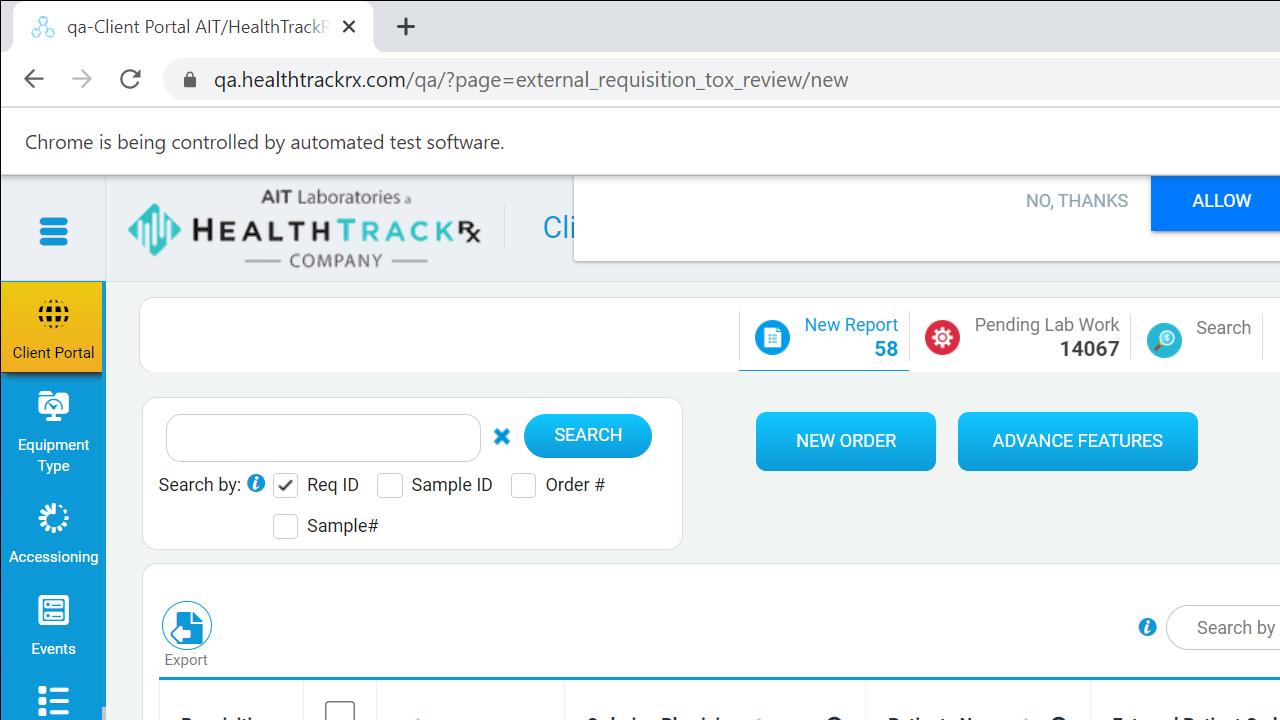 qa-Client Portal AIT/HealthTrackR
qa.healthtrackrx.com/qa/?page=external_requisition_tox_review/new
Chrome is being controlled by automated test software.
AIT Laboratories a
HEALTHTRACKRx
COMPANY
Cli
NO, THANKS
ALLOW
Client Portal
New Report
58
Pending Lab Work
14067
Search
SEARCH
NEW ORDER
ADVANCE FEATURES
Search by:
Req ID
Sample ID
Order #
Sample#
Equipment
Type
Accessioning
Events
Export
Search by